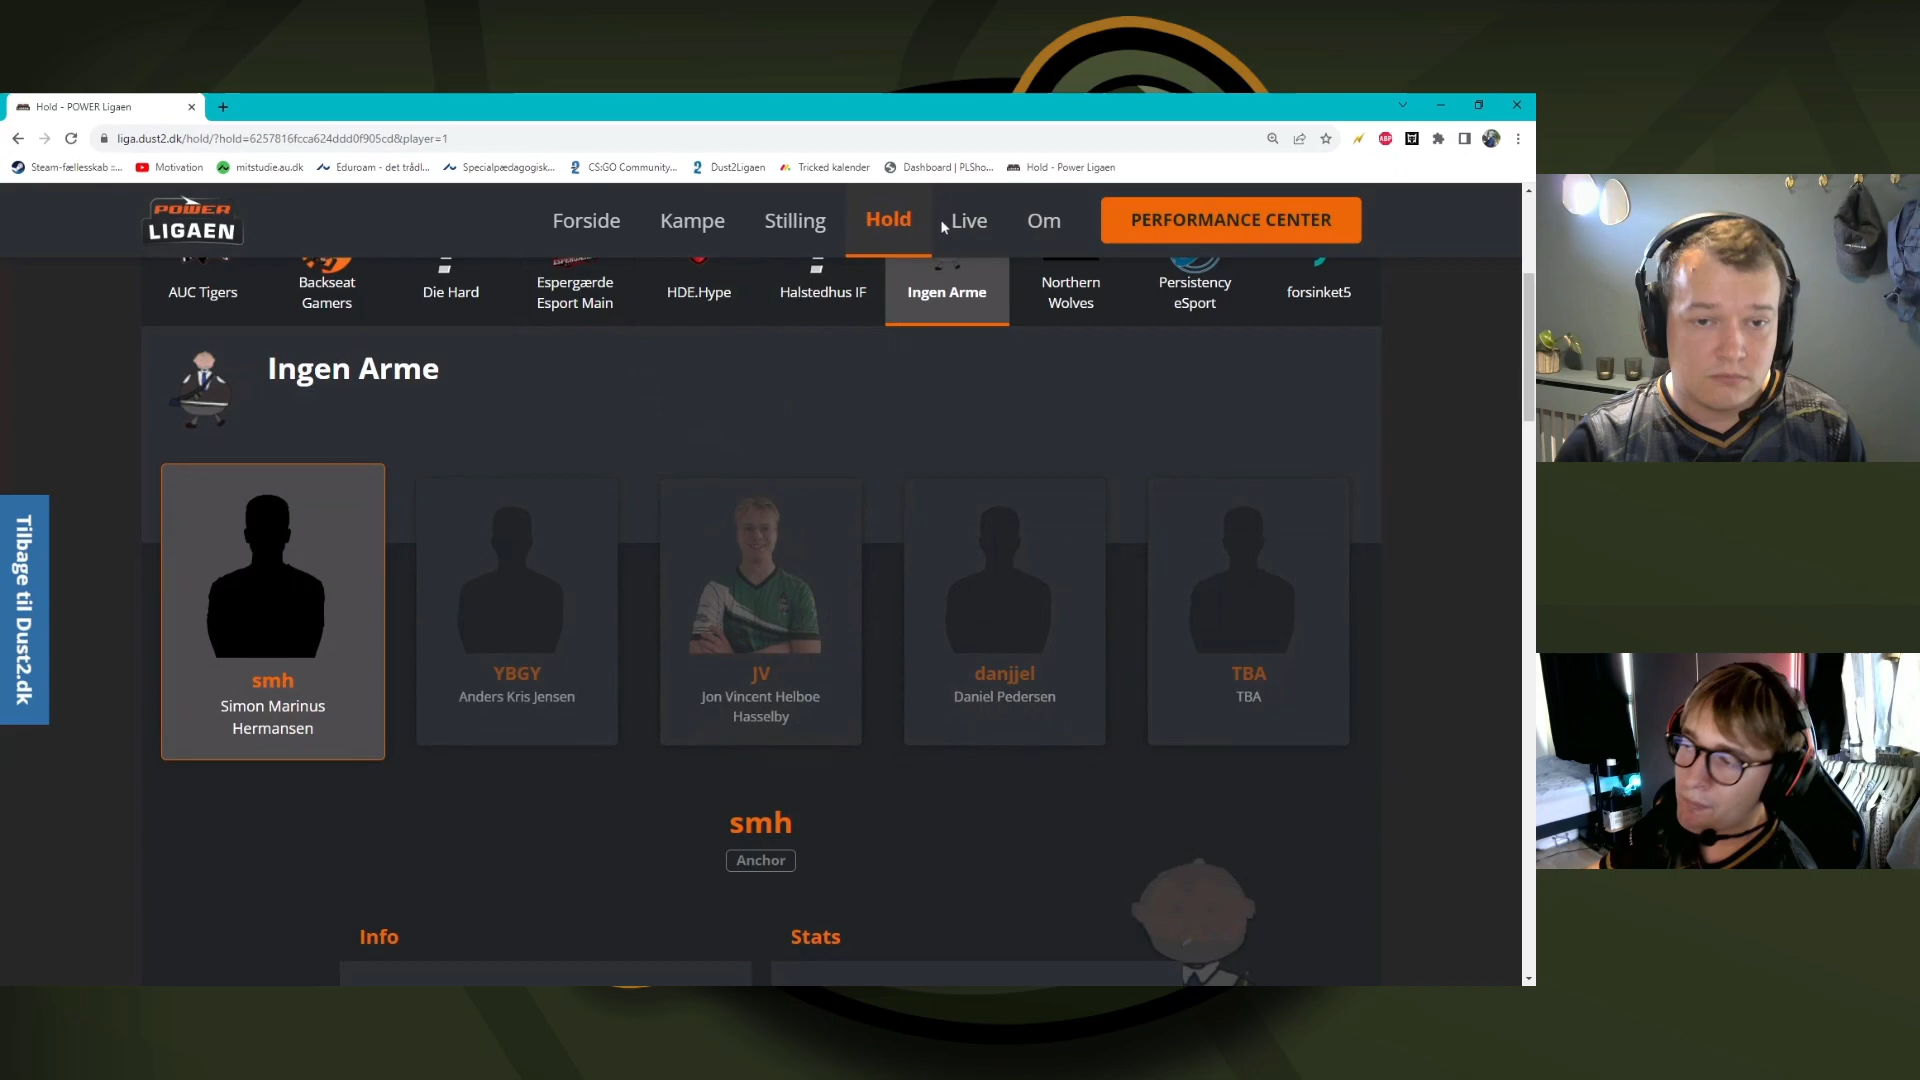 Hold - POWER Ligaen
liga.dust2.dk/hold/?hold=6257816fcca624ddd0f905cd&player=1
Steam-fællesskab ::...
Motivation
mitstudie.au.dk
Eduroam - det trådl...
Specialpædagogisk...
CS:GO Community...
Dust2Ligaen
Tricked kalender
Dashboard | PLSho...
Hold - Power Ligaen
ABP
POWER
LIGAEN
Forside
Kampe
Stilling
Hold
Live
Om
PERFORMANCE CENTER
AUC Tigers
Backseat
Gamers
Die Hard
Espergærde
Esport Main
HDE.Hype
Halstedhus IF
Ingen Arme
Northern
Wolves
Persistency
eSport
forsinket5
Ingen Arme
Tilbage til Dust2.dk
smh
Simon Marinus
Hermansen
YBGY
Anders Kris Jensen
JV
Jon Vincent Helboe
Hasselby
danjjel
Daniel Pedersen
TBA
TBA
smh
Anchor
Info
Stats